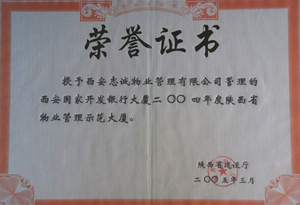 荣誉证书
授予西安志诚物业管理有限公司管理的
西安国家开发银行大厦二〇〇四年度陕西省
物业管理示范大厦。
陕西省建设厅
二〇〇五年三月